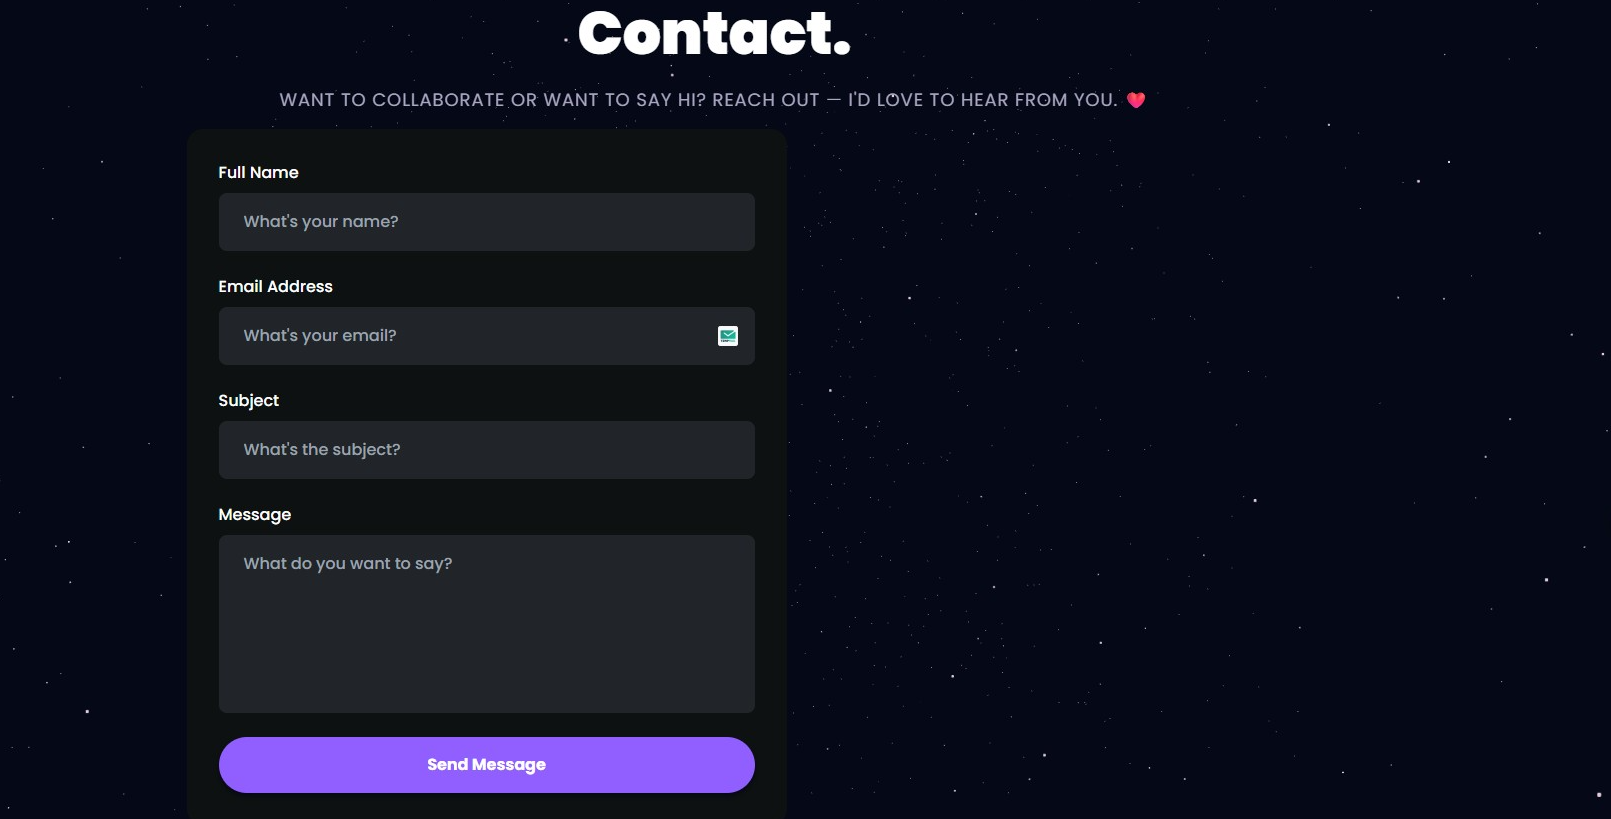 Contact.
WANT TO COLLABORATE OR WANT TO SAY HI? REACH OUT — I'D LOVE TO HEAR FROM YOU. ❤️
Full Name
What's your name?
Email Address
What's your email?
Subject
What's the subject?
Message
What do you want to say?
Send Message